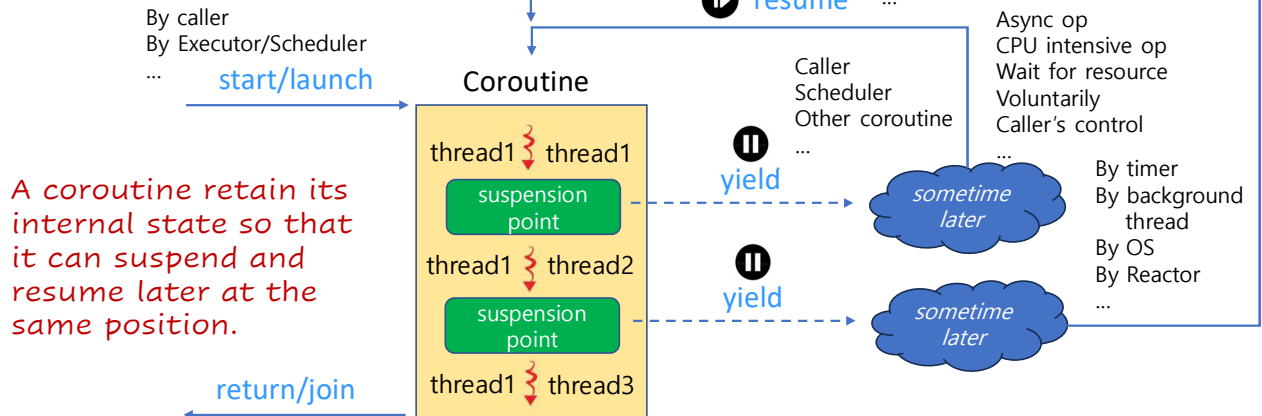 By caller
By Executor/Scheduler
...
start/launch
resume
...
Coroutine
thread1 thread1
suspension
point
thread1 thread2
suspension
point
thread1 thread3
A coroutine retain its
internal state so that
it can suspend and
resume later at the
same position.
return/join
yield
yield
Caller
Scheduler
Other coroutine
...
sometime
later
sometime
later
Async op
CPU intensive op
Wait for resource
Voluntarily
Caller's control
...
By timer
By background
thread
By OS
By Reactor
...